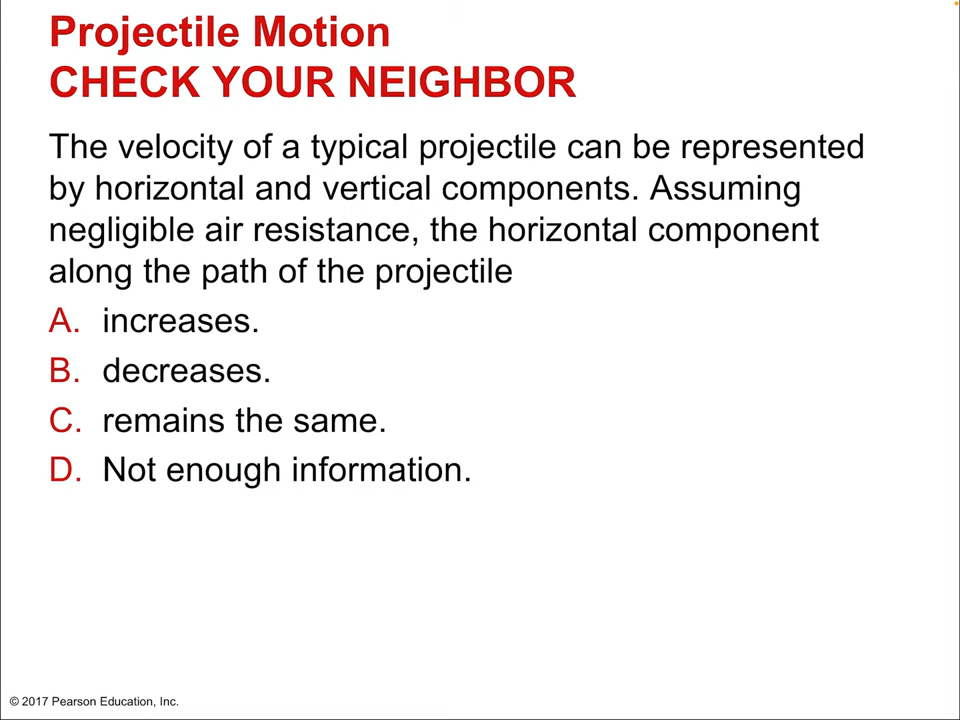 Projectile Motion
CHECK YOUR NEIGHBOR
The velocity of a typical projectile can be represented
by horizontal and vertical components. Assuming
negligible air resistance, the horizontal component
along the path of the projectile
A. increases.
B. decreases.
C. remains the same.
D. Not enough information.
© 2017 Pearson Education, Inc.